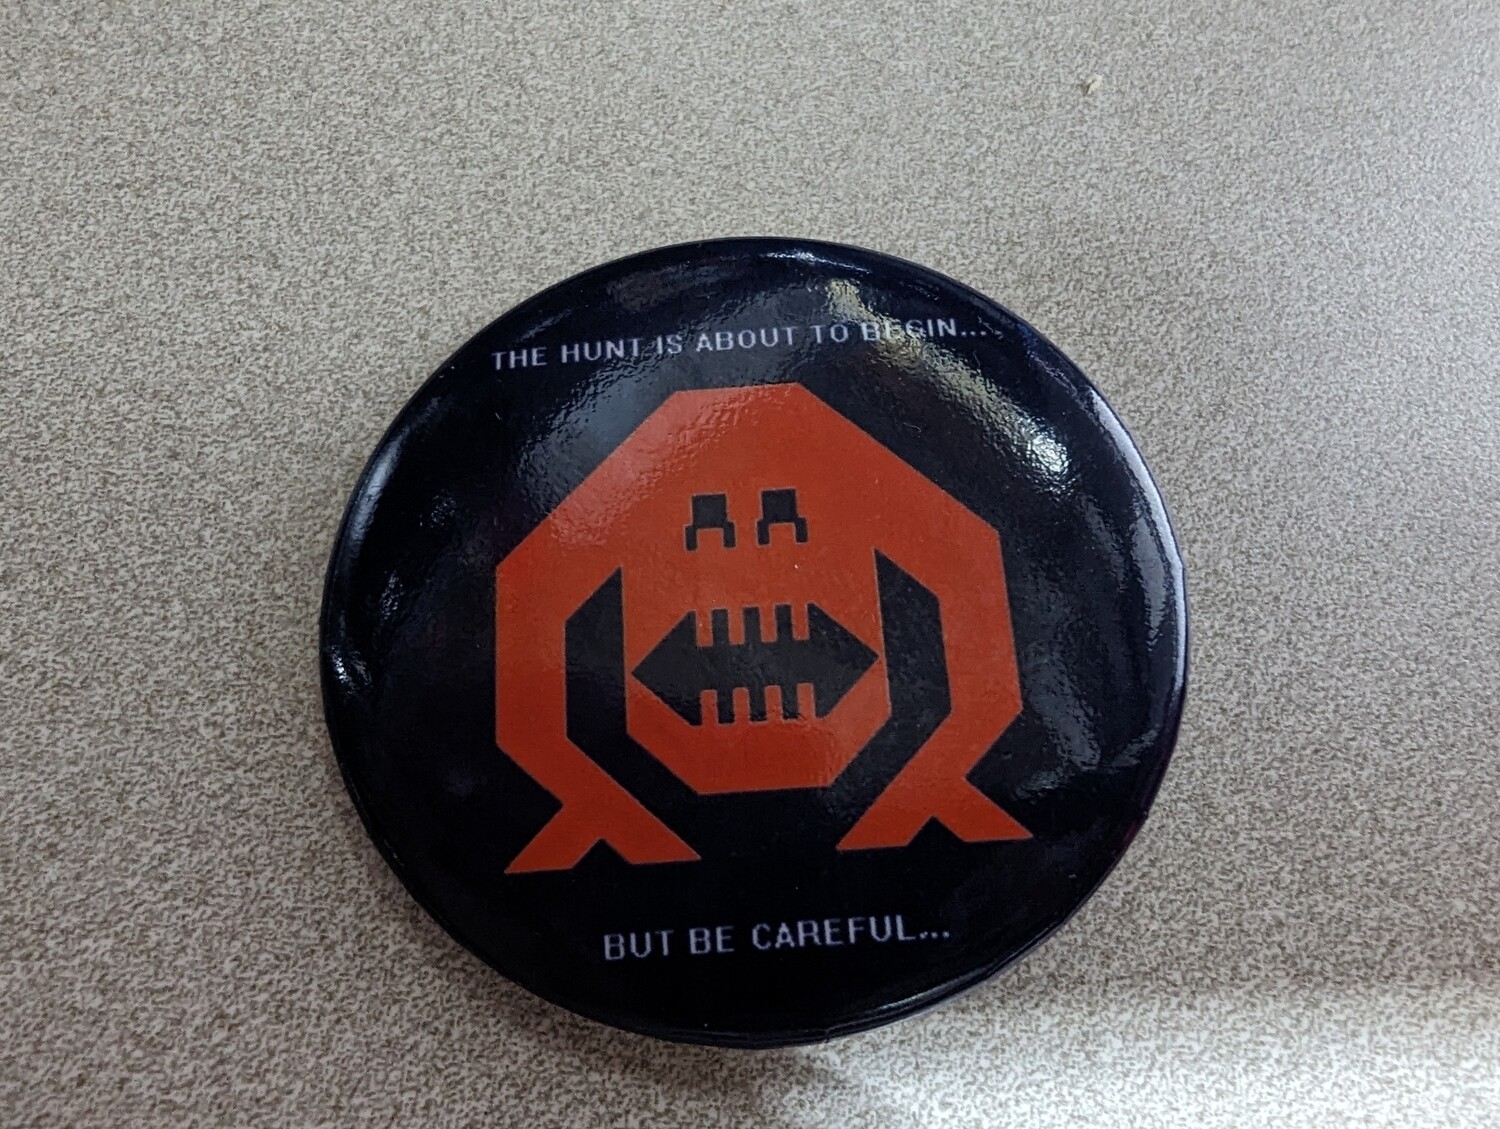 THE HUNT IS ABOUT TO BEGIN...
BUT BE CAREFUL...